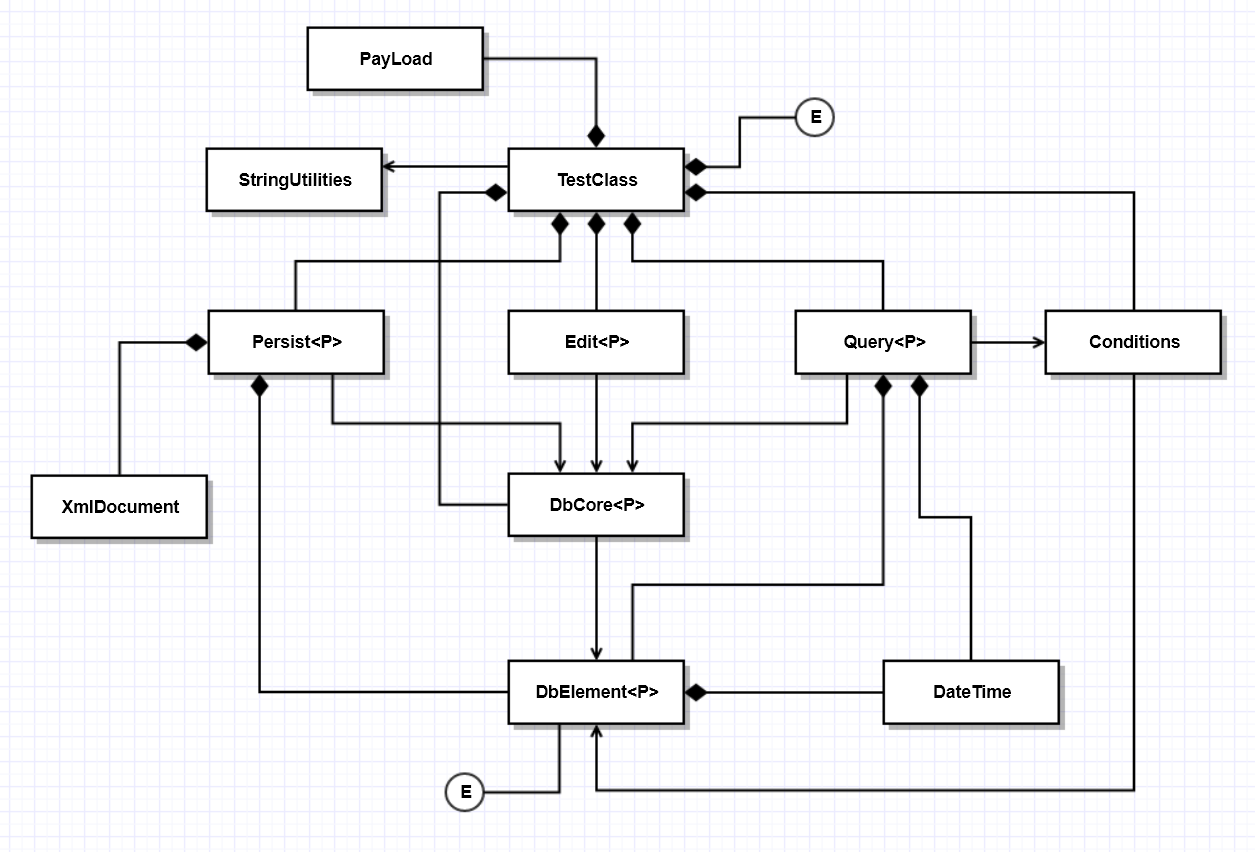 PayLoad
E
StringUtilities
TestClass
Persist<P>
Edit<P>
Query<P>
Conditions
XmlDocument
DbCore<P>
DbElement<P>
DateTime
E